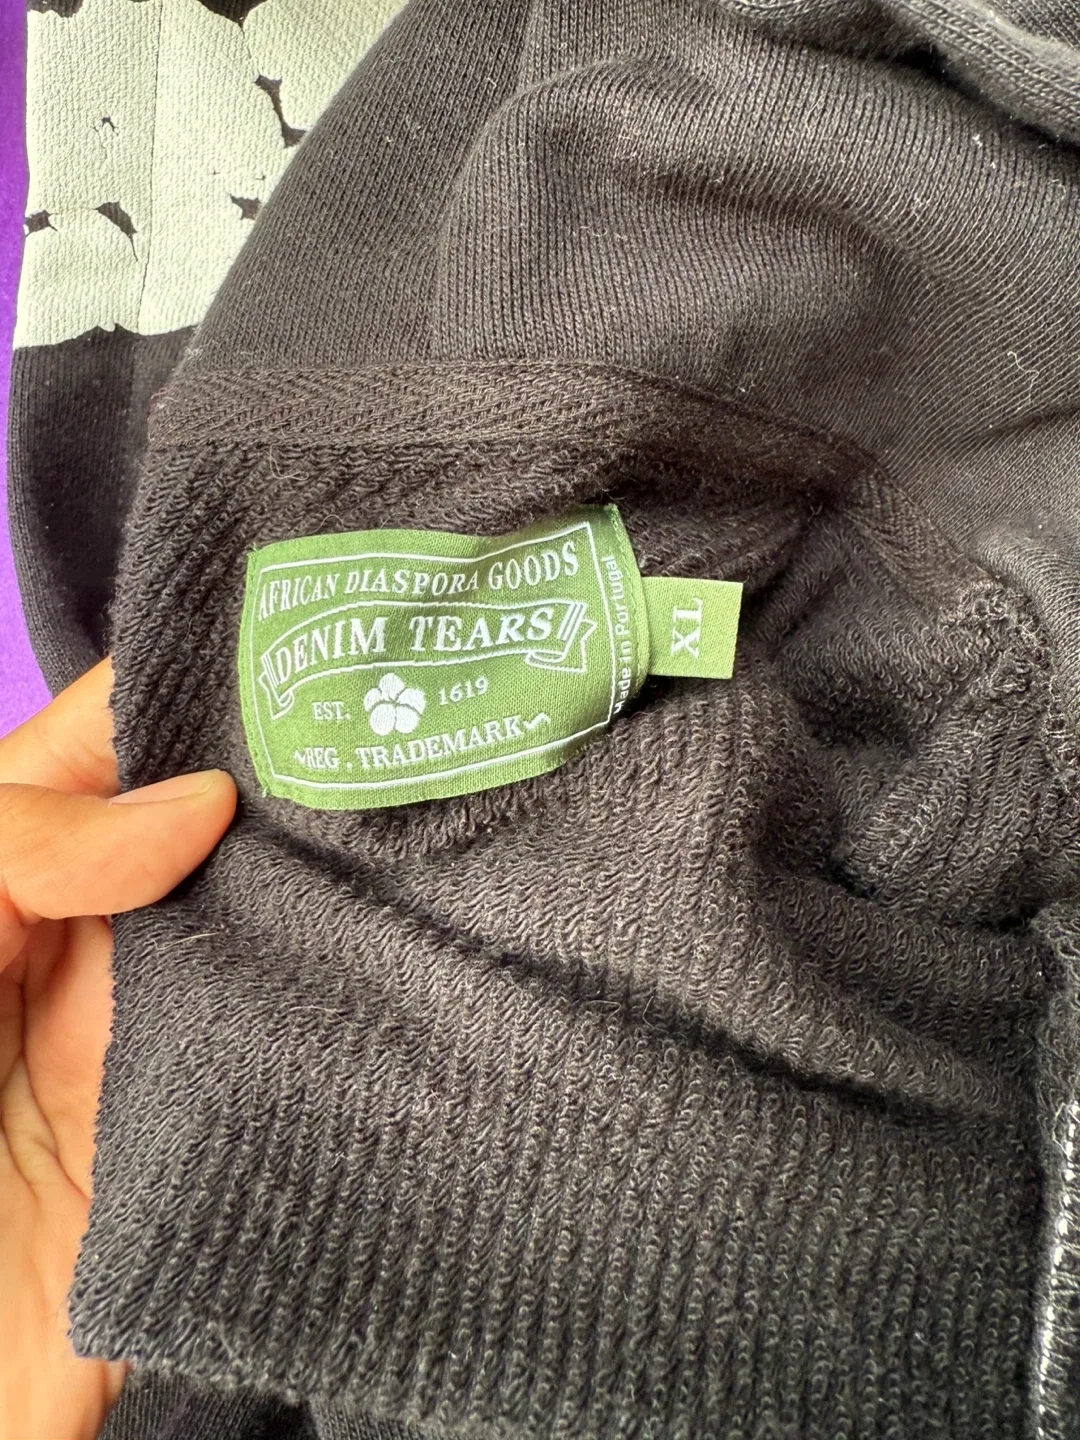 AFRICAN DIASPORA GOODS
DENIM TEARS
EST. 1619
~REG. TRADEMARK~
Made in Portugal
XL